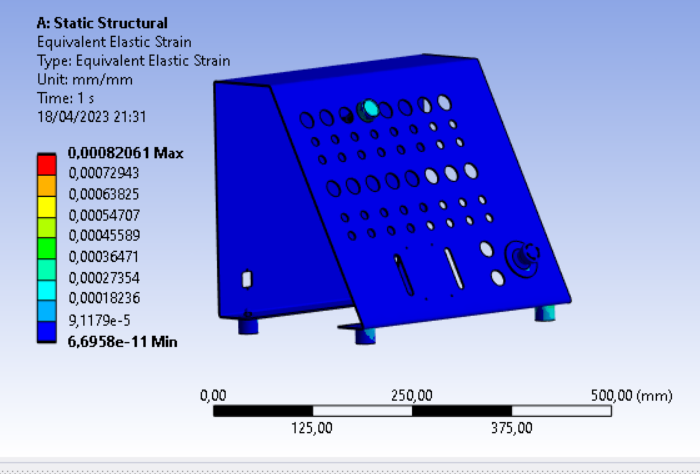 A: Static Structural
Equivalent Elastic Strain
Type: Equivalent Elastic Strain
Unit: mm/mm
Time: 1 s
18/04/2023 21:31
0,00082061 Max
0,00072943
0,00063825
0,00054707
0,00045589
0,00036471
0,00027354
0,00018236
9,1179e-5
6,6958e-11 Min
0,00 250,00 500,00 (mm)
125,00 375,00